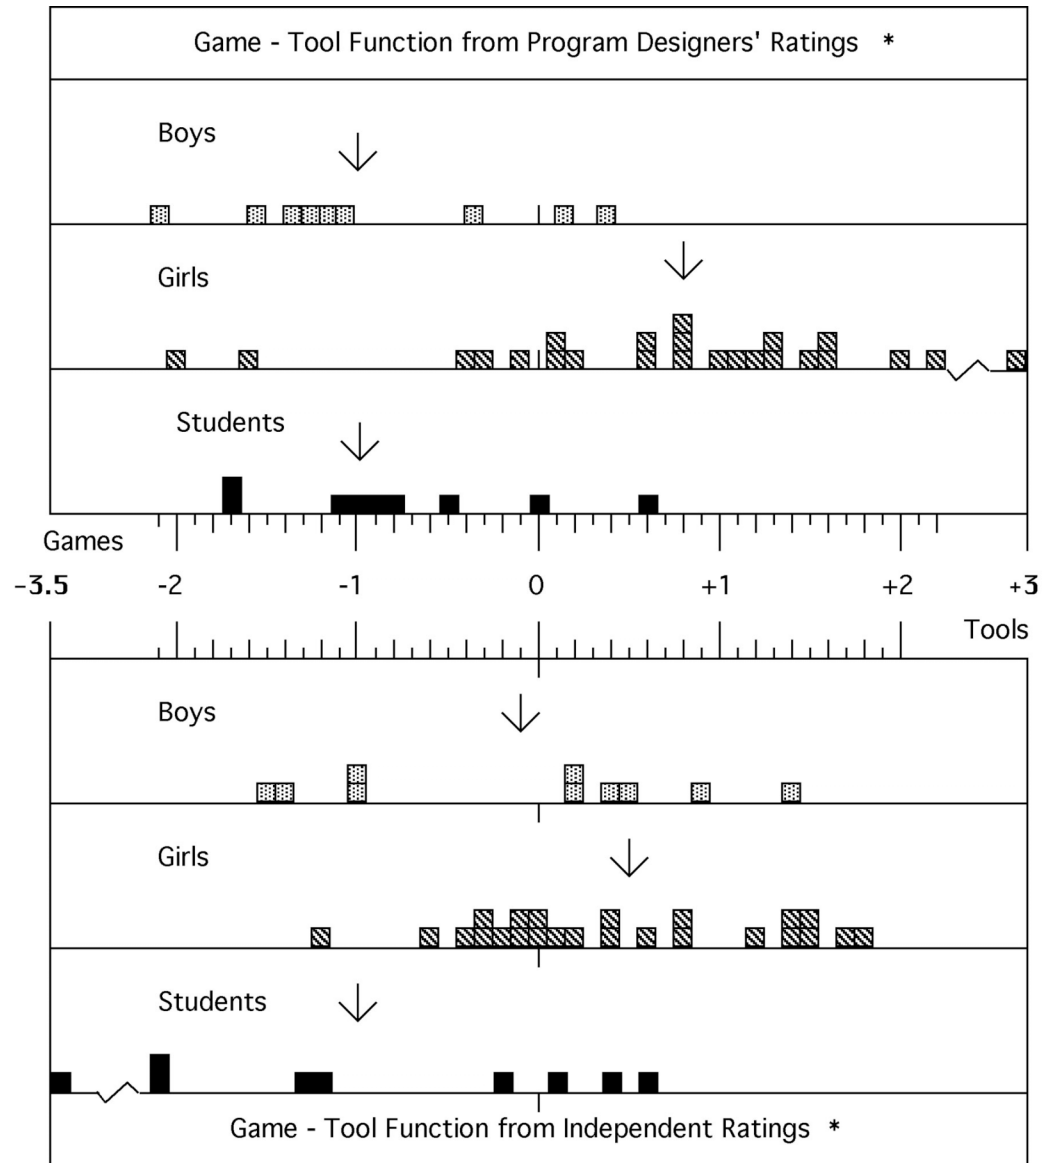 Game - Tool Function from Program Designers' Ratings *
Boys
Girls
Students
Games
-3.5 -2 -1 0 +1 +2 +3
Tools
Boys
Girls
Students
Game - Tool Function from Independent Ratings *